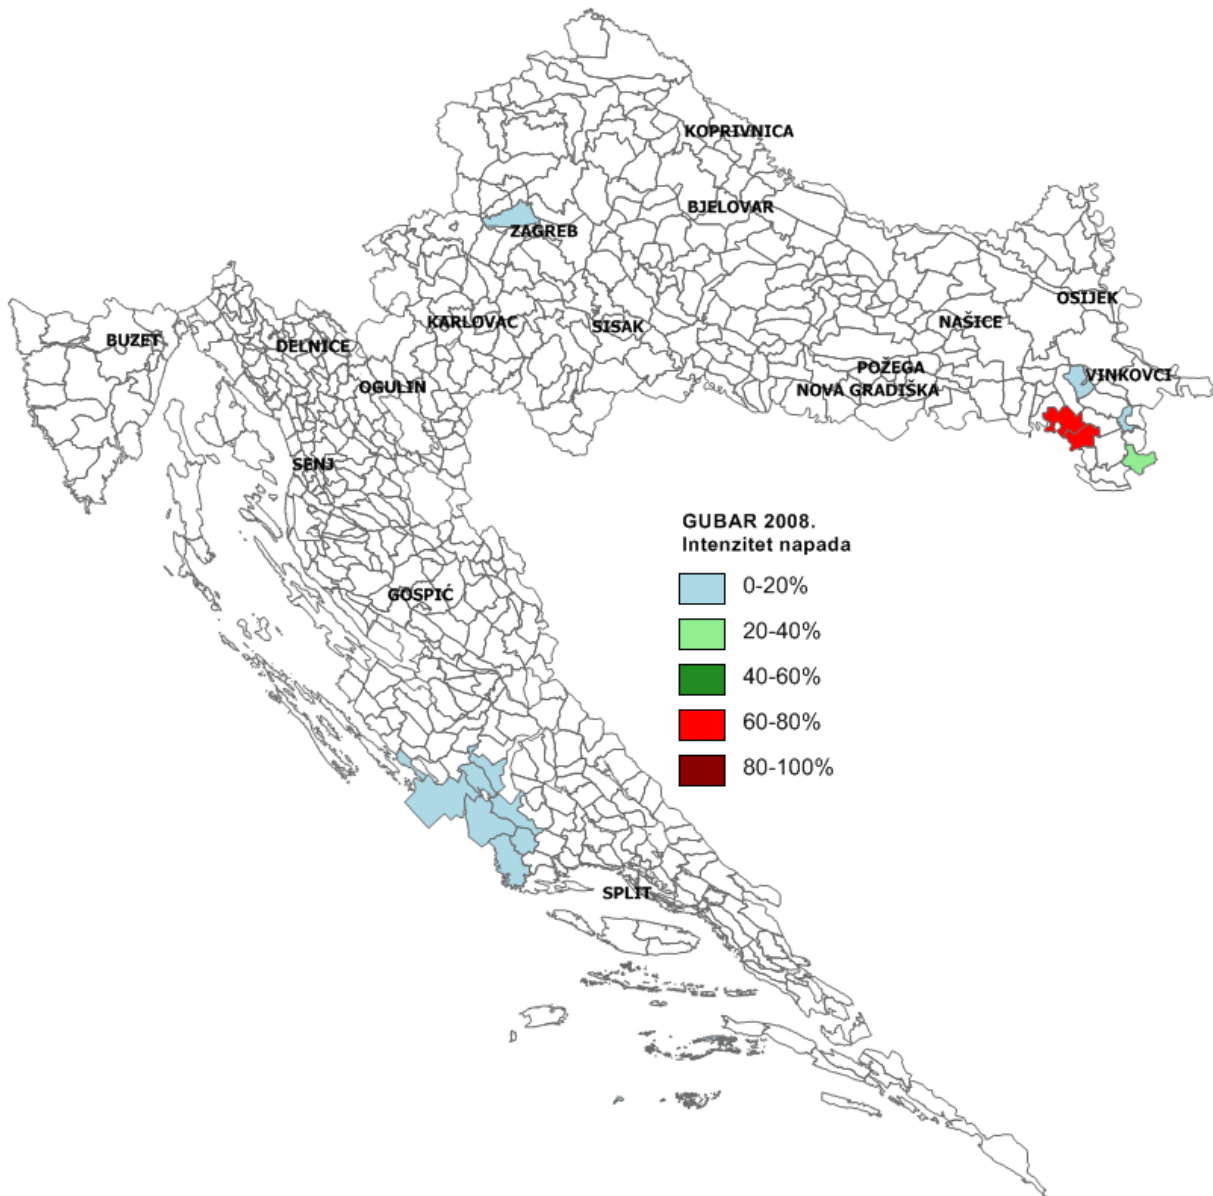 KOPRIVNICA
BJELOVAR
ZAGREB
OSIJEK
KARLOVAC
SISAK
NAŠICE
BUZET
DELNICE
POŽEGA
VINKOVCI
OGULIN
NOVA GRADIŠKA
SENJ
GUBAR 2008.
Intenzitet napada
0-20%
GOSPIĆ
20-40%
40-60%
60-80%
80-100%
SPLIT